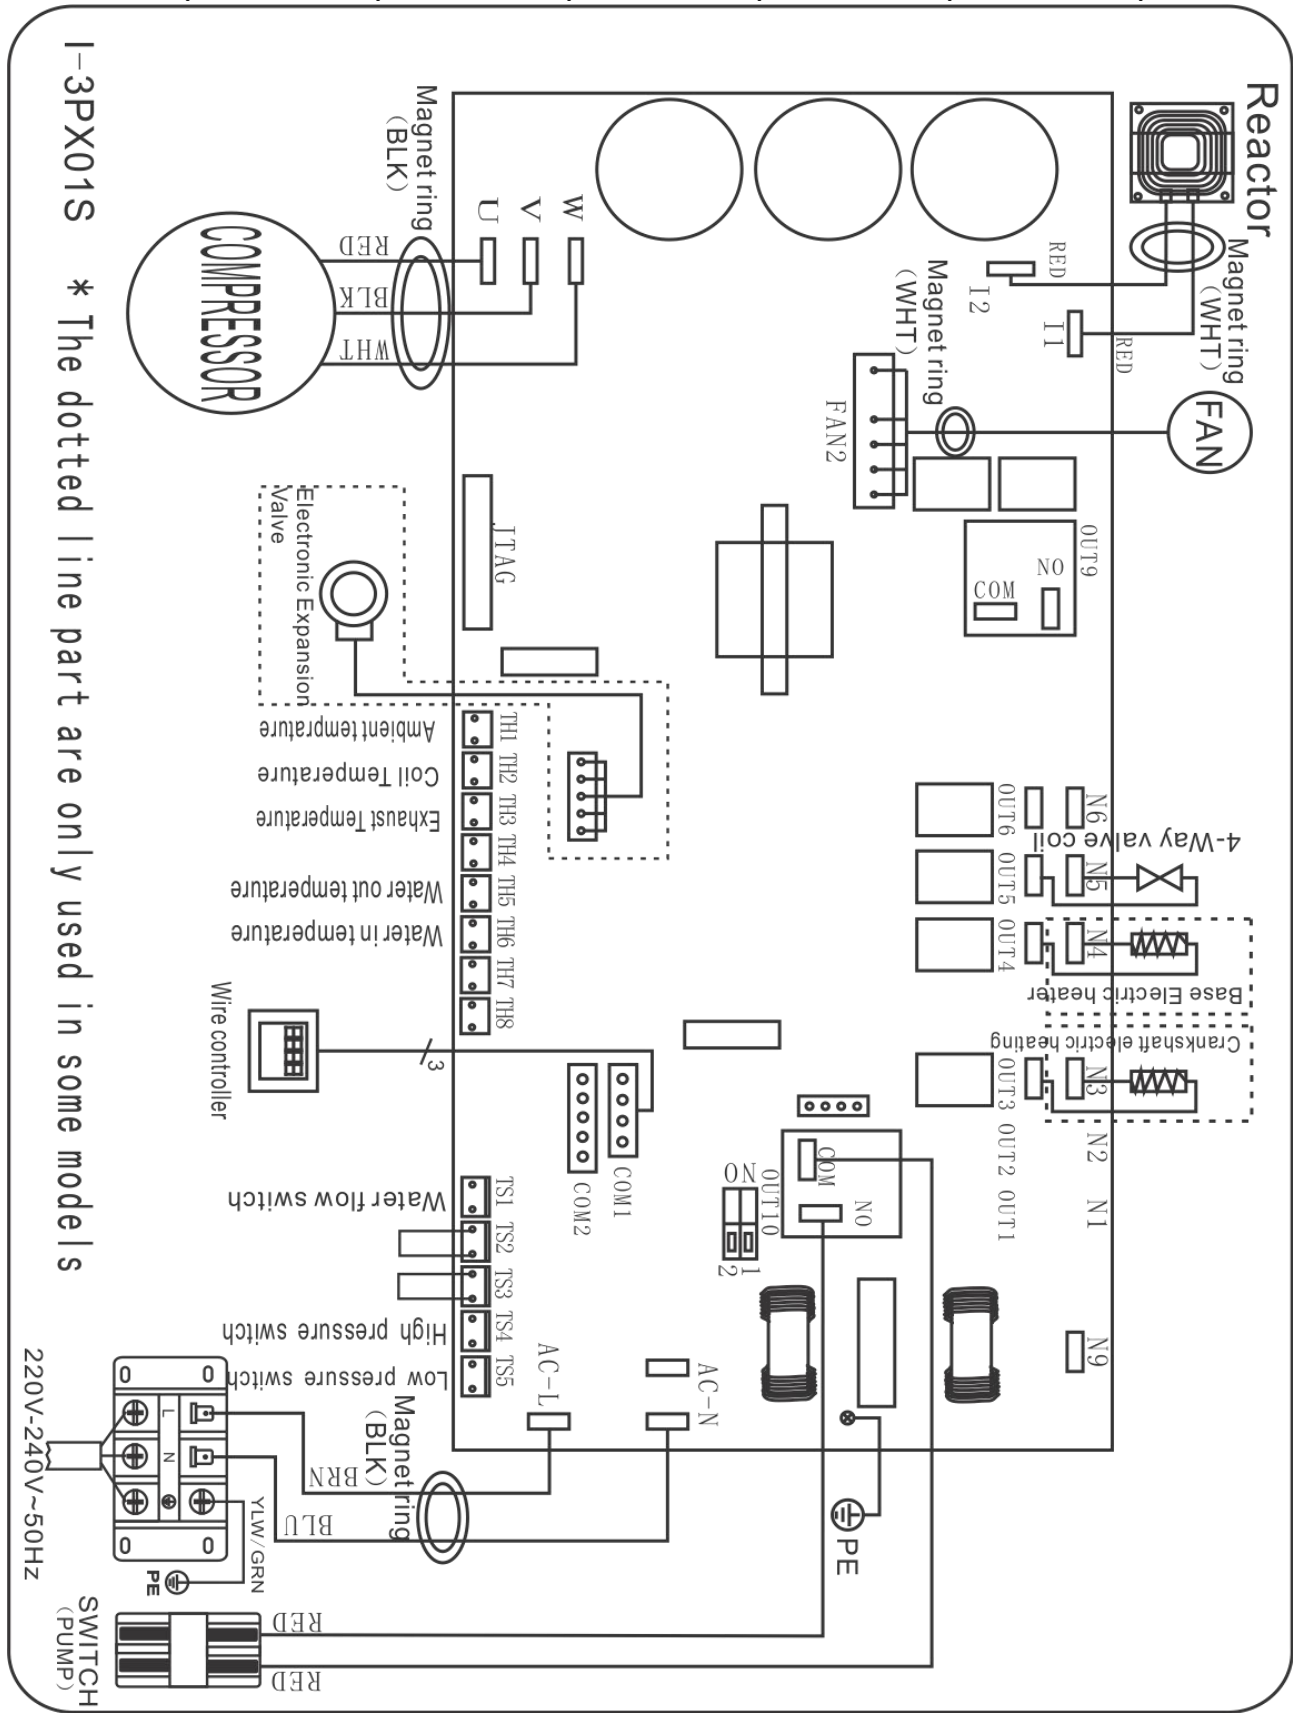 Reactor
Magnet ring
(WHT)
RED
I2
I1
RED
Magnet ring
(WHT)
FAN
FAN2
OUT9
NO
COM
N6
OUT6
4-Way valve coil
N5
OUT5
N4
OUT4
Base Electric heater
Crankshaft electric heating
N3
OUT3
N2
OUT2
N1
OUT1
N9
COM
NO
OUT10
ON
1
2
AC-N
AC-L
PE
Magnet ring
(BLK)
U
V
W
RED
BLK
WHT
COMPRESSOR
JTAG
Electronic Expansion
Valve
TH1
Ambient temprature
TH2
Coil Temperature
TH3
Exhaust Temperature
TH4
TH5
Water out temperature
TH6
Water in temperature
TH7
TH8
Wire controller
3
COM1
COM2
TS1
Water flow switch
TS2
TS3
TS4
High pressure switch
TS5
Low pressure switch
Magnet ring
(BLK)
BRN
BLU
L
N
YLW/GRN
PE
220V-240V~50Hz
RED
RED
SWITCH
(PUMP)
I-3PX01S
* The dotted line part are only used in some models